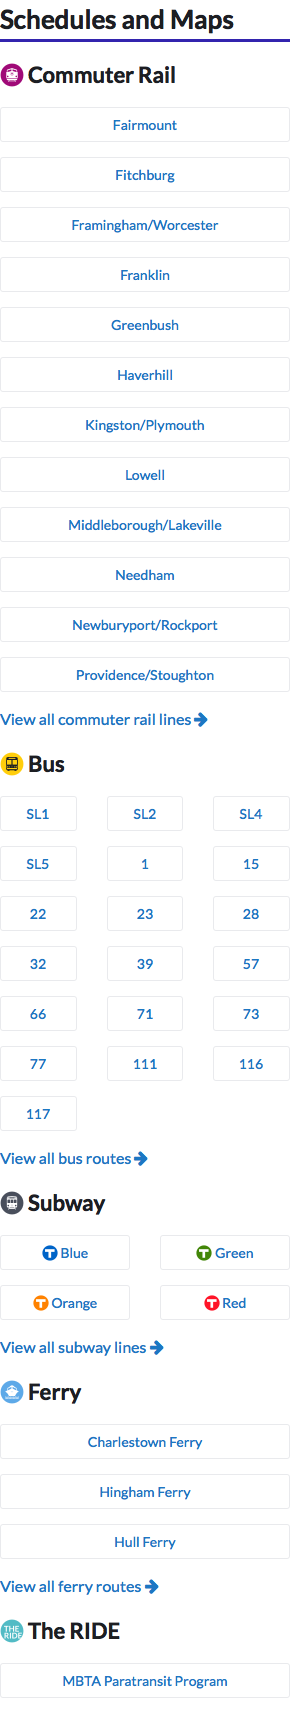 Schedules and Maps
Commuter Rail
Fairmount
Fitchburg
Framingham/Worcester
Franklin
Greenbush
Haverhill
Kingston/Plymouth
Lowell
Middleborough/Lakeville
Needham
Newburyport/Rockport
Providence/Stoughton
View all commuter rail lines
Bus
SL1 SL2 SL4
SL5 1 15
22 23 28
32 39 57
66 71 73
77 111 116
117
View all bus routes
Subway
T Blue T Green
T Orange T Red
View all subway lines
Ferry
Charlestown Ferry
Hingham Ferry
Hull Ferry
View all ferry routes
THE RIDE The RIDE
MBTA Paratransit Program